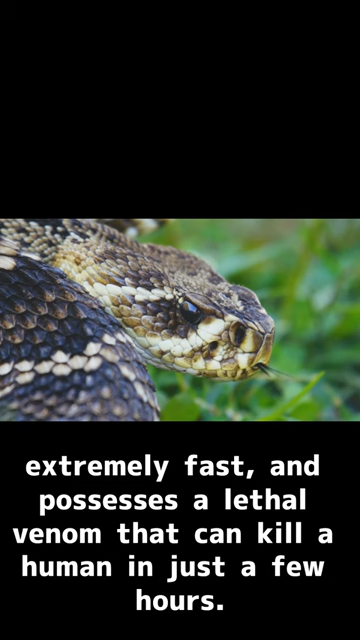 extremely fast, and
possesses a lethal
venom that can kill a
human in just a few
hours.